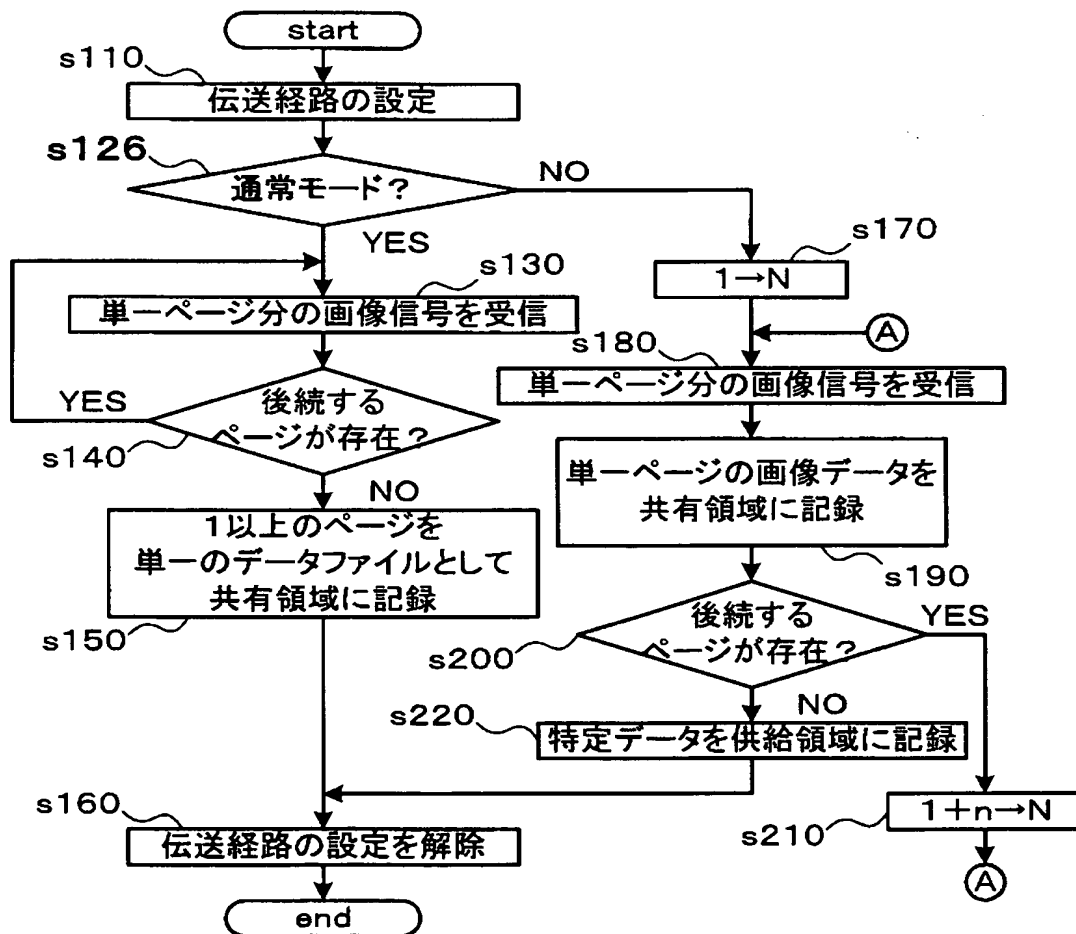 start
s110
伝送経路の設定
s126
通常モード?
NO
YES
s170
1→N
s130
単一ページ分の画像信号を受信
A
s180
単一ページ分の画像信号を受信
YES
後続する
ページが存在?
s140
NO
単一ページの画像データを
共有領域に記録
s190
1以上のページを
単一のデータファイルとして
共有領域に記録
s150
後続する
ページが存在?
YES
s200
NO
s220
特定データを供給領域に記録
s160
伝送経路の設定を解除
1+n→N
s210
A
end